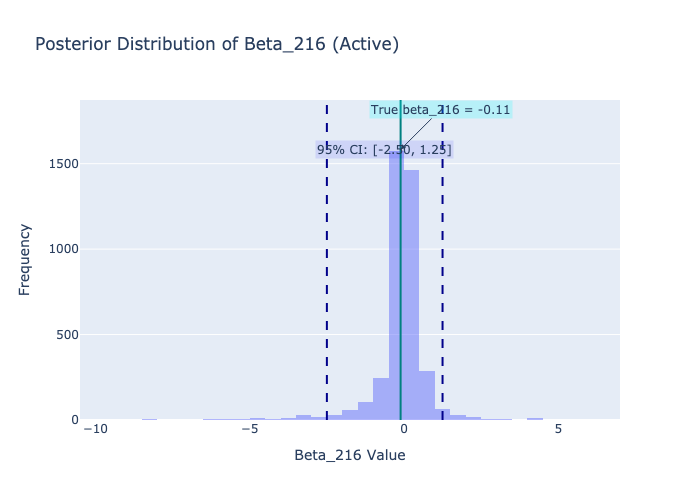 Posterior Distribution of Beta_216 (Active)
True beta_216 = -0.11
95% CI: [-2.50, 1.25]
1500
1000
500
0
−10
−5
0
5
Frequency
Beta_216 Value